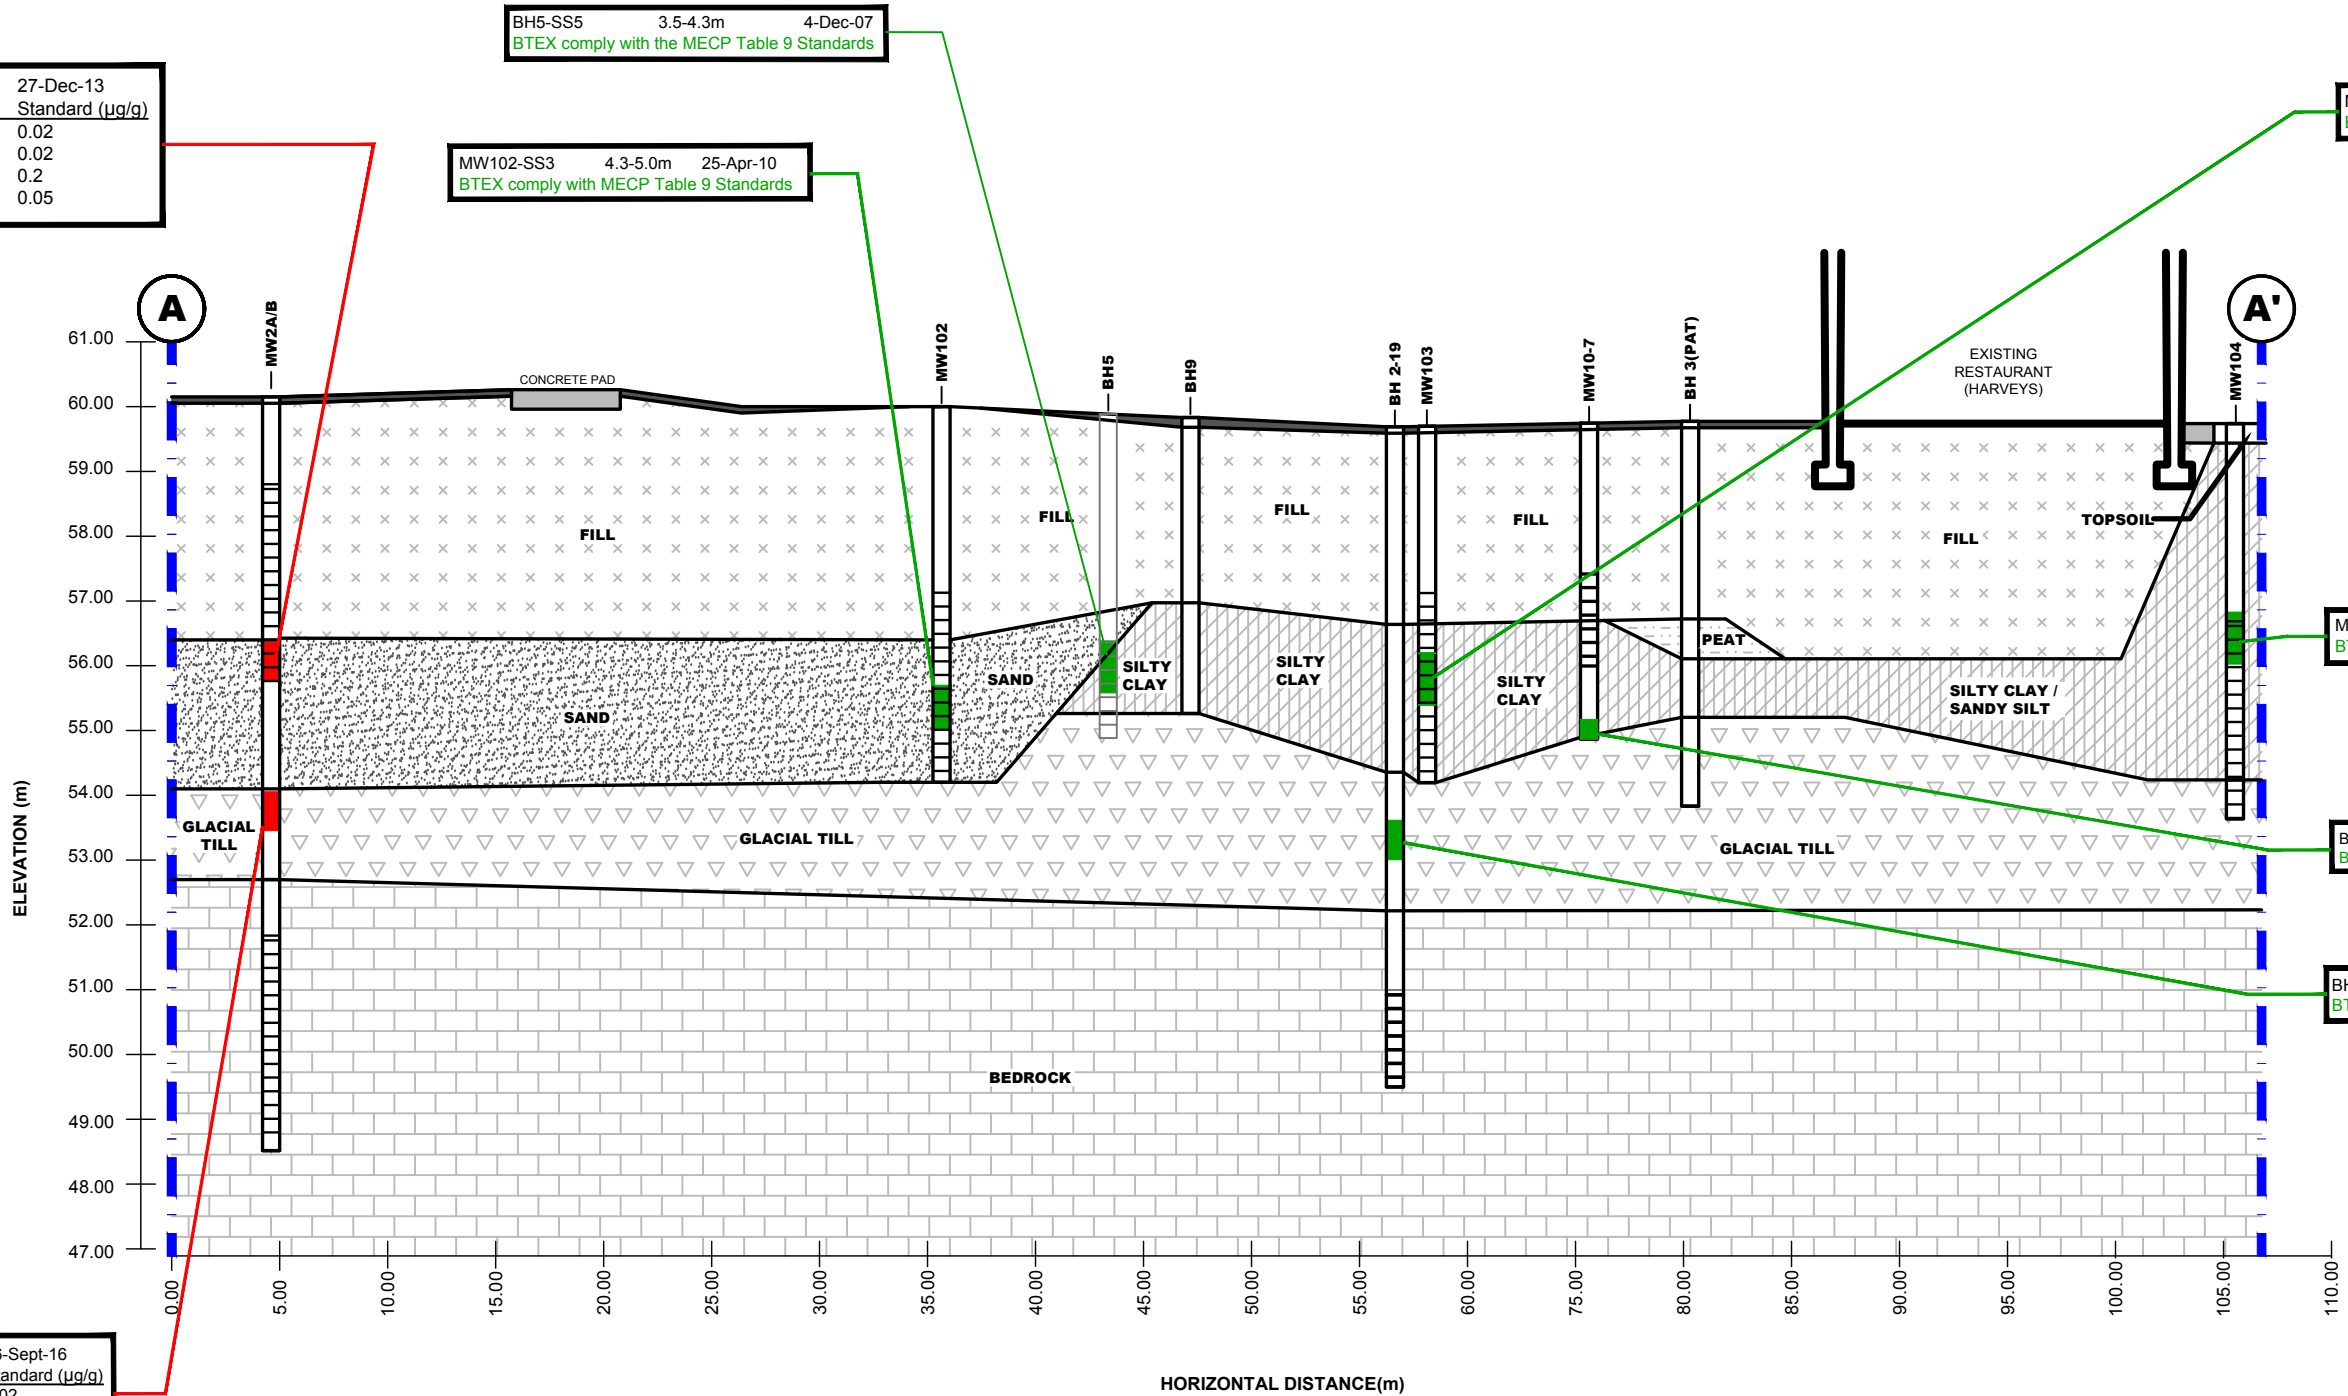 BH5-SS5 3.5-4.3m 4-Dec-07
BTEX comply with the MECP Table 9 Standards
27-Dec-13
Standard (µg/g)
0.02
0.02
0.2
0.05
MW102-SS3 4.3-5.0m 25-Apr-10
BTEX comply with MECP Table 9 Standards
A
A'
MW2A/B
MW102
BH5
BH9
BH 2-19
MW103
MW10-7
BH 3(PAT)
MW104
CONCRETE PAD
EXISTING
RESTAURANT
(HARVEYS)
ELEVATION (m)
61.00
60.00
59.00
58.00
57.00
56.00
55.00
54.00
53.00
52.00
51.00
50.00
49.00
48.00
47.00
FILL
FILL
FILL
FILL
FILL
TOPSOIL
SAND
SAND
SILTY
CLAY
SILTY
CLAY
SILTY
CLAY
PEAT
SILTY CLAY /
SANDY SILT
GLACIAL
TILL
GLACIAL TILL
GLACIAL TILL
BEDROCK
0.00
5.00
10.00
15.00
20.00
25.00
30.00
35.00
40.00
45.00
50.00
55.00
60.00
75.00
80.00
85.00
90.00
95.00
100.00
105.00
110.00
HORIZONTAL DISTANCE(m)
-Sept-16
andard (µg/g)